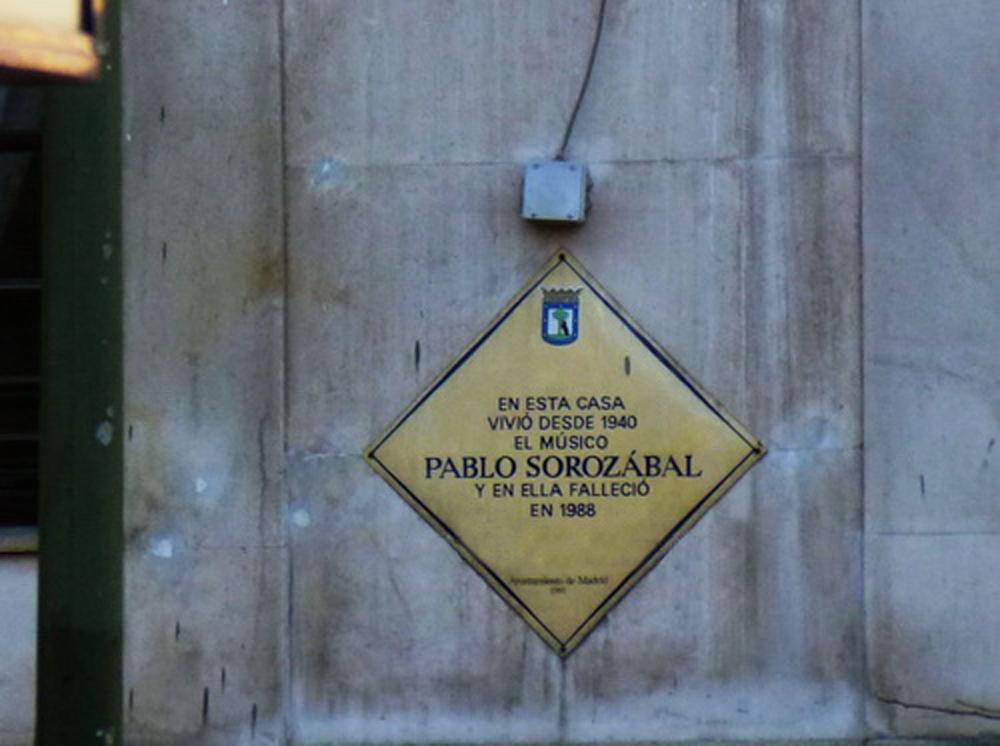 EN ESTA CASA
VIVIÓ DESDE 1940
EL MÚSICO
PABLO SOROZÁBAL
Y EN ELLA FALLECIÓ
EN 1988
Ayuntamiento de Madrid